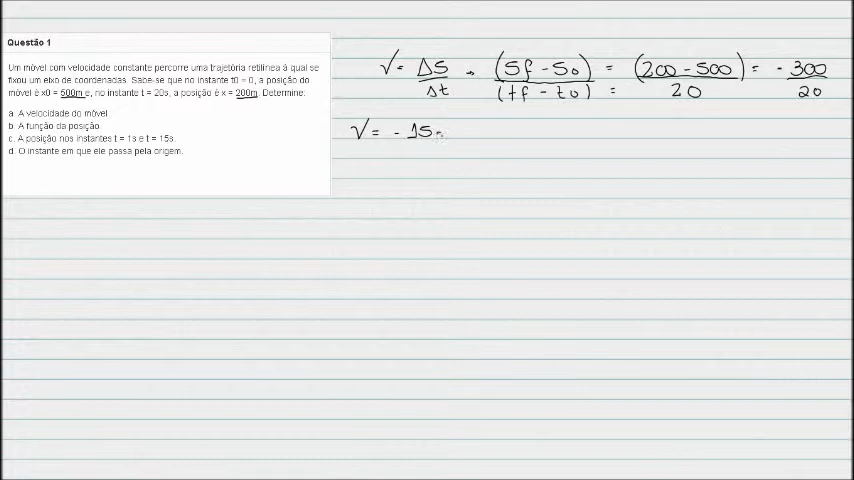 Questão 1
Um móvel com velocidade constante percorre uma trajetória retilínea à qual se
fixou um eixo de coordenadas. Sabe-se que no instante t0 = 0, a posição do
móvel é x0 = 500m e, no instante t = 20s, a posição é x = 200m. Determine:
a. A velocidade do móvel.
b. A função da posição.
c. A posição nos instantes t = 1s e t = 15s.
d. O instante em que ele passa pela origem.
V = ΔS / Δt → (Sf - S0) / (tf - t0) = (200 - 500) / 20 = - 300 / 20
V = - 15